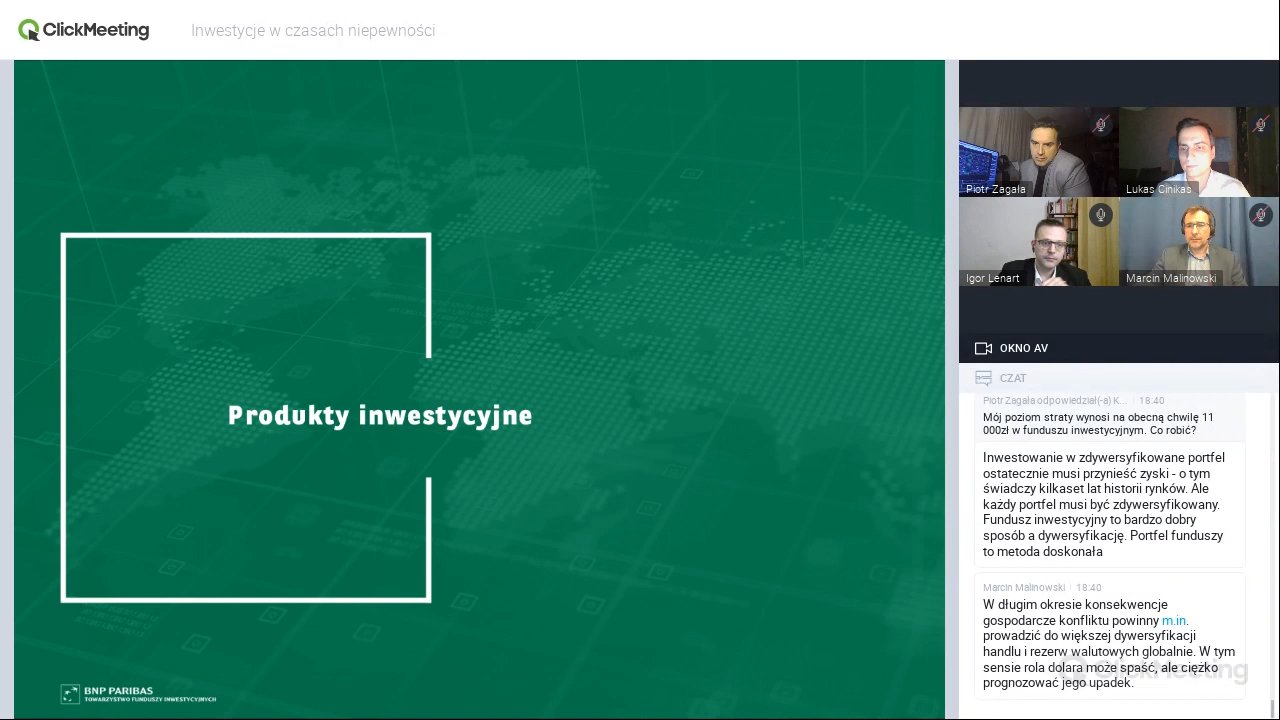 ClickMeeting
Inwestycje w czasach niepewności
Produkty inwestycyjne
BNP PARIBAS
TOWARZYSTWO FUNDUSZY INWESTYCYJNYCH
Piotr Zagała
Lukas Cinikas
Igor Lenart
Marcin Malinowski
OKNO AV
CZAT
Piotr Zagała odpowiedział(-a) K... 18:40
Mój poziom straty wynosi na obecną chwilę 11
000zł w funduszu inwestycyjnym. Co robić?
Inwestowanie w zdywersyfikowane portfel
ostatecznie musi przynieść zyski - o tym
świadczy kilkaset lat historii rynków. Ale
każdy portfel musi być zdywersyfikowany.
Fundusz inwestycyjny to bardzo dobry
sposób a dywersyfikację. Portfel funduszy
to metoda doskonała
Marcin Malinowski 18:40
W długim okresie konsekwencje
gospodarcze konfliktu powinny m.in.
prowadzić do większej dywersyfikacji
handlu i rezerw walutowych globalnie. W tym
sensie rola dolara może spaść, ale ciężko
prognozować jego upadek.
ClickMeeting